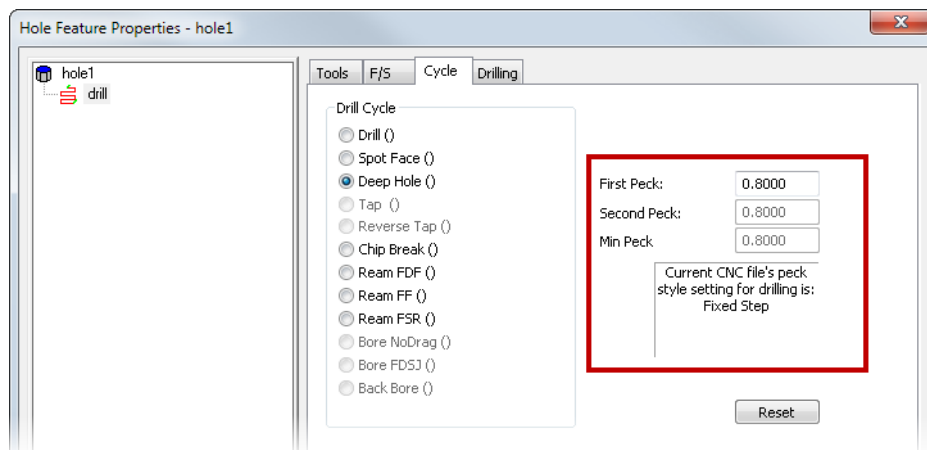 Hole Feature Properties - hole1
x
hole1
drill
Tools
F/S
Cycle
Drilling
Drill Cycle
Drill ()
Spot Face ()
Deep Hole ()
Tap ()
Reverse Tap ()
Chip Break ()
Ream FDF ()
Ream FF ()
Ream FSR ()
Bore NoDrag ()
Bore FDSJ ()
Back Bore ()
First Peck: 0.8000
Second Peck: 0.8000
Min Peck 0.8000
Current CNC file's peck
style setting for drilling is:
Fixed Step
Reset